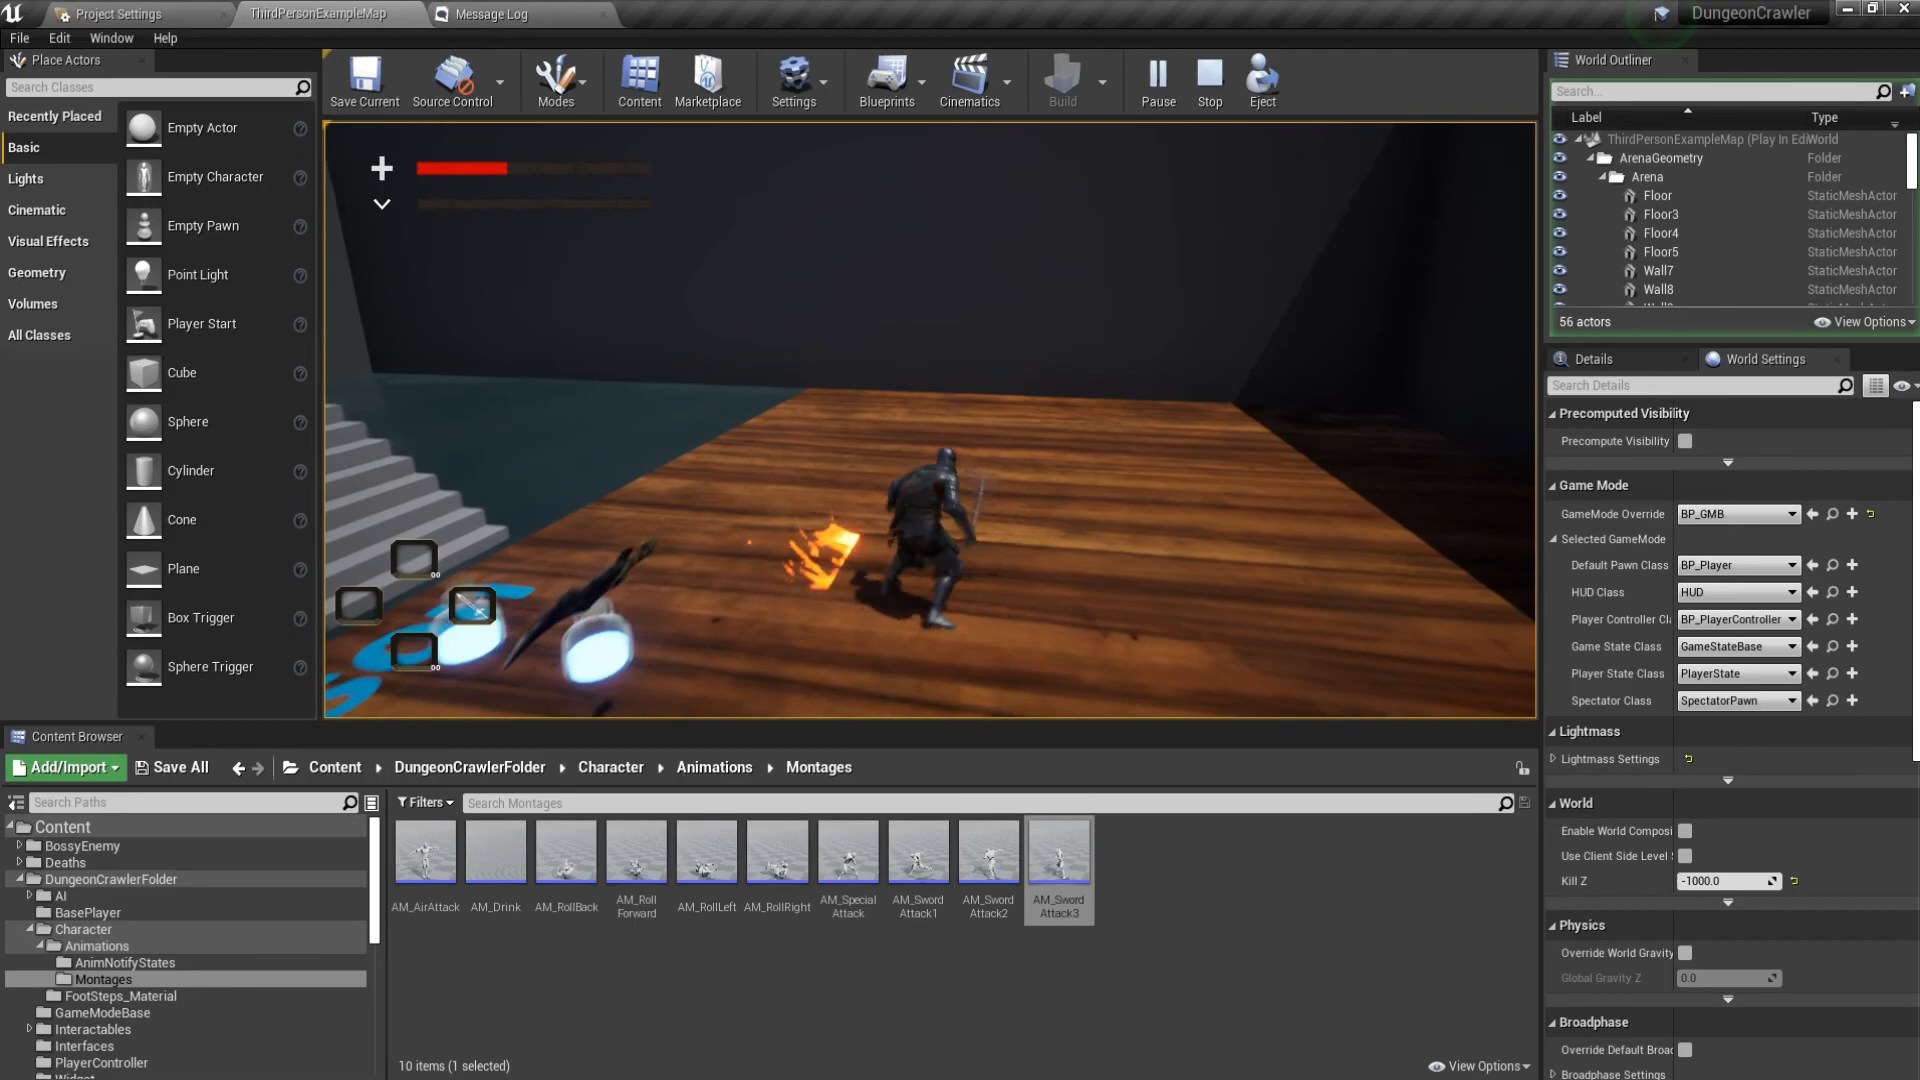 Project Settings
ThirdPersonExampleMap
Message Log
DungeonCrawler
File Edit Window Help
Place Actors
Search Classes
Recently Placed
Basic
Lights
Cinematic
Visual Effects
Geometry
Volumes
All Classes
Empty Actor
Empty Character
Empty Pawn
Point Light
Player Start
Cube
Sphere
Cylinder
Cone
Plane
Box Trigger
Sphere Trigger
Save Current
Source Control
Modes
Content
Marketplace
Settings
Blueprints
Cinematics
Build
Pause
Stop
Eject
00
00
World Outliner
Search...
Label Type
ThirdPersonExampleMap (Play In Edi World
ArenaGeometry Folder
Arena Folder
Floor StaticMeshActor
Floor3 StaticMeshActor
Floor4 StaticMeshActor
Floor5 StaticMeshActor
Wall7 StaticMeshActor
Wall8 StaticMeshActor
56 actors View Options
Details
World Settings
Search Details
Precomputed Visibility
Precompute Visibility
Game Mode
GameMode Override BP_GMB
Selected GameMode
Default Pawn Class BP_Player
HUD Class HUD
Player Controller Cl BP_PlayerController
Game State Class GameStateBase
Player State Class PlayerState
Spectator Class SpectatorPawn
Lightmass
Lightmass Settings
World
Enable World Composi
Use Client Side Level S
Kill Z -1000.0
Physics
Override World Gravity
Global Gravity Z 0.0
Broadphase
Override Default Broad
Broadphase Settings
Content Browser
Add/Import Save All Content DungeonCrawlerFolder Character Animations Montages
Search Paths
Filters
Search Montages
Content
BossyEnemy
Deaths
DungeonCrawlerFolder
AI
BasePlayer
Character
Animations
AnimNotifyStates
Montages
FootSteps_Material
GameModeBase
Interactables
Interfaces
PlayerController
AM_AirAttack
AM_Drink
AM_RollBack
AM_Roll
Forward
AM_RollLeft
AM_RollRight
AM_Special
Attack
AM_Sword
Attack1
AM_Sword
Attack2
AM_Sword
Attack3
10 items (1 selected)
View Options